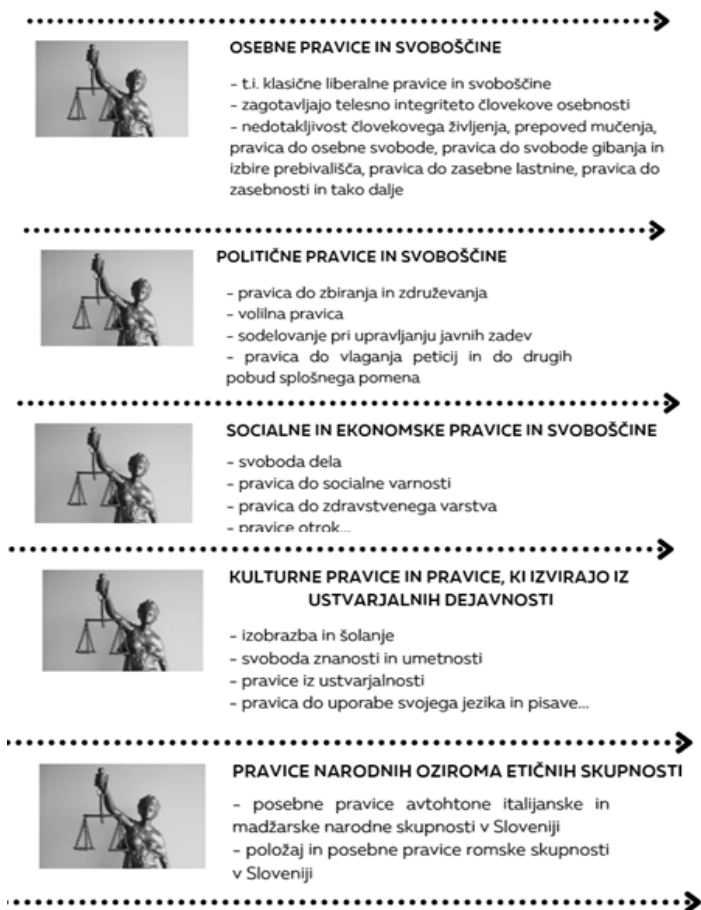 OSEBNE PRAVICE IN SVOBOŠČINE
- t.i. klasične liberalne pravice in svoboščine
- zagotavljajo telesno integriteto človekove osebnosti
- nedotakljivost človekovega življenja, prepoved mučenja,
pravica do osebne svobode, pravica do svobode gibanja in
izbire prebivališča, pravica do zasebne lastnine, pravica do
zasebnosti in tako dalje
POLITIČNE PRAVICE IN SVOBOŠČINE
- pravica do zbiranja in združevanja
- volilna pravica
- sodelovanje pri upravljanju javnih zadev
- pravica do vlaganja peticij in do drugih
pobud splošnega pomena
SOCIALNE IN EKONOMSKE PRAVICE IN SVOBOŠČINE
- svoboda dela
- pravica do socialne varnosti
- pravica do zdravstvenega varstva
- pravice otrok...
KULTURNE PRAVICE IN PRAVICE, KI IZVIRAJO IZ
USTVARJALNIH DEJAVNOSTI
- izobrazba in šolanje
- svoboda znanosti in umetnosti
- pravice iz ustvarjalnosti
- pravica do uporabe svojega jezika in pisave...
PRAVICE NARODNIH OZIROMA ETIČNIH SKUPNOSTI
- posebne pravice avtohtone italijanske in
madžarske narodne skupnosti v Sloveniji
- položaj in posebne pravice romske skupnosti
v Sloveniji